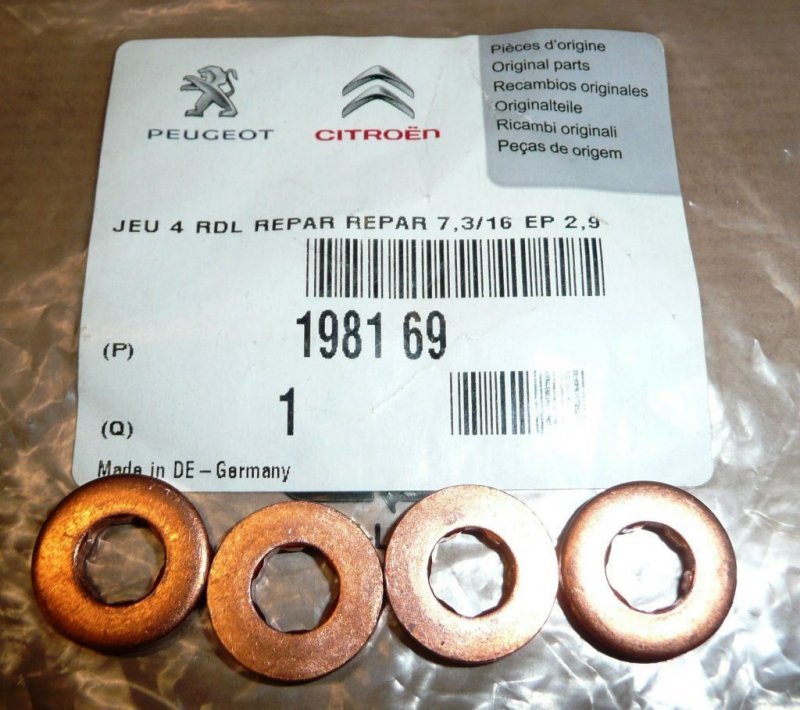 PEUGEOT
CITROËN
Pièces d'origine
Original parts
Recambios originales
Originalteile
Ricambi originali
Peças de origem
JEU 4 RDL REPAR REPAR 7,3/16 EP 2,9
(P) 1981 69
(Q) 1
Made in DE – Germany